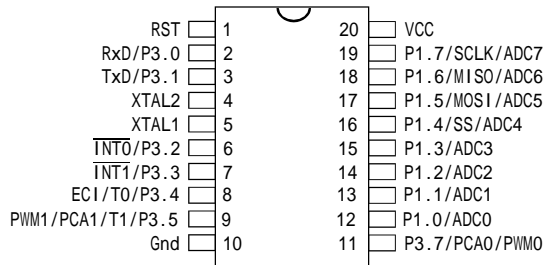 RST 1 20 VCC
RxD/P3.0 2 19 P1.7/SCLK/ADC7
TxD/P3.1 3 18 P1.6/MISO/ADC6
XTAL2 4 17 P1.5/MOSI/ADC5
XTAL1 5 16 P1.4/SS/ADC4
INT0/P3.2 6 15 P1.3/ADC3
INT1/P3.3 7 14 P1.2/ADC2
ECI/T0/P3.4 8 13 P1.1/ADC1
PWM1/PCA1/T1/P3.5 9 12 P1.0/ADC0
Gnd 10 11 P3.7/PCA0/PWM0